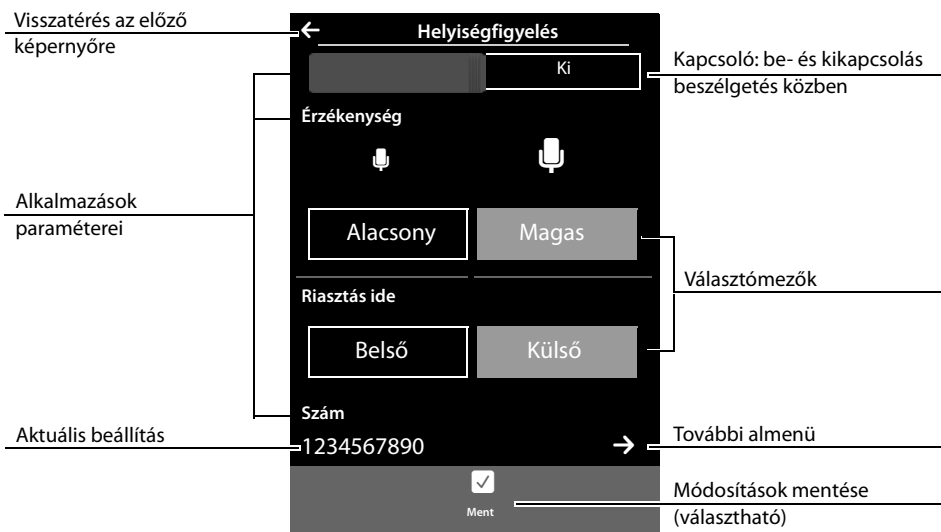 Visszatérés az előző
képernyőre
Helyiségfigyelés
Ki
Kapcsoló: be- és kikapcsolás
beszélgetés közben
Érzékenység
Alkalmazások
paraméterei
Alacsony
Magas
Választómezők
Riasztás ide
Belső
Külső
Szám
Aktuális beállítás
1234567890
További almenü
Ment
Módosítások mentése
(választható)